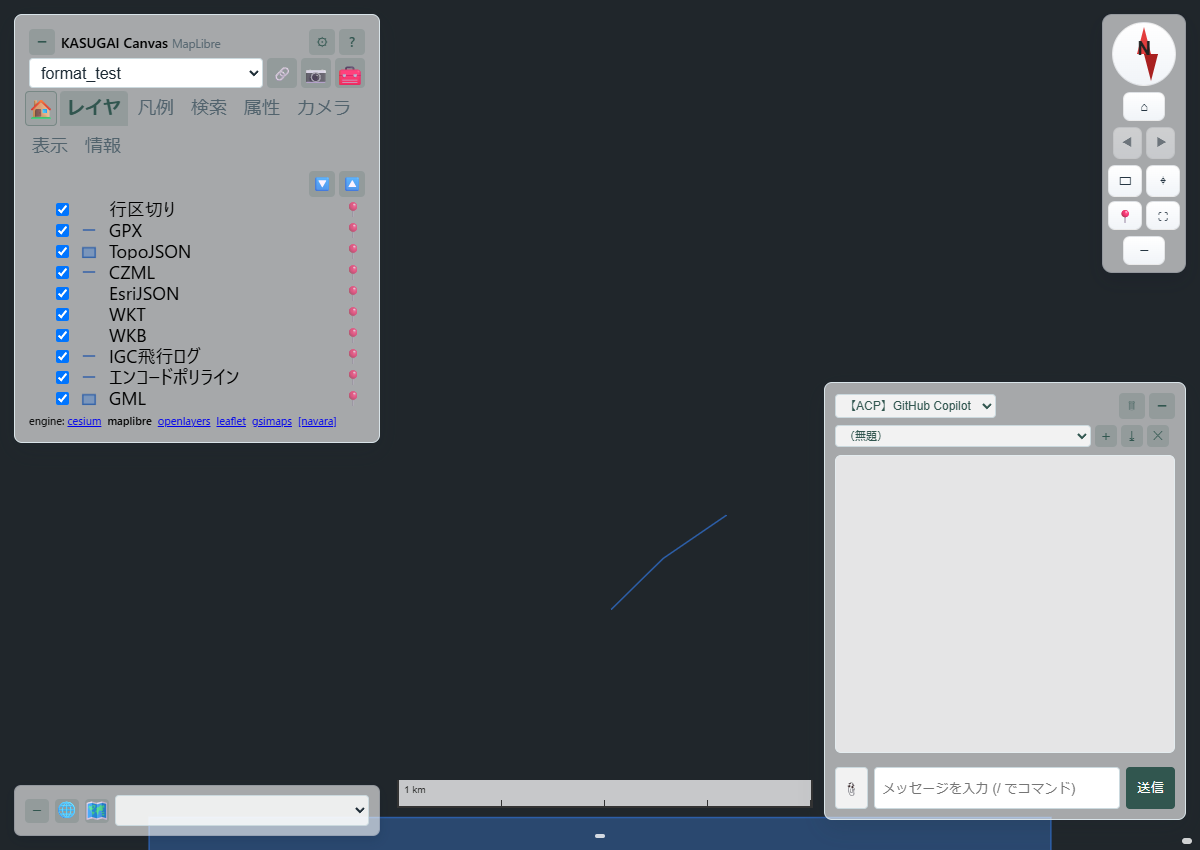 KASUGAI Canvas MapLibre
?
format_test
レイヤ 凡例 検索 属性 カメラ
表示 情報
行区切り
GPX
TopoJSON
CZML
EsriJSON
WKT
WKB
IGC飛行ログ
エンコードポリライン
GML
engine: cesium maplibre openlayers leaflet gsimaps [navara]
N
【ACP】GitHub Copilot
（無題）
メッセージを入力 (/ でコマンド)
送信
1 km